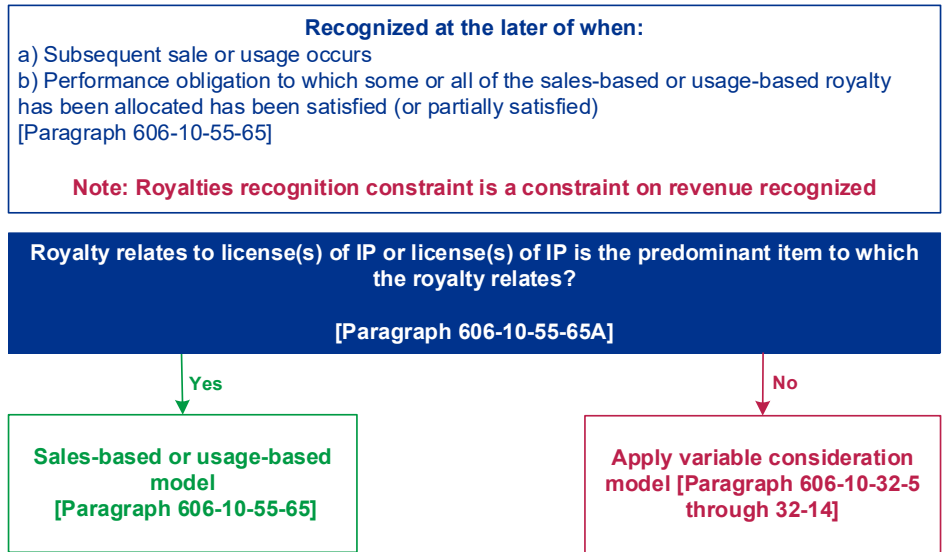 Recognized at the later of when:
a) Subsequent sale or usage occurs
b) Performance obligation to which some or all of the sales-based or usage-based royalty
has been allocated has been satisfied (or partially satisfied)
[Paragraph 606-10-55-65]
Note: Royalties recognition constraint is a constraint on revenue recognized
Royalty relates to license(s) of IP or license(s) of IP is the predominant item to which
the royalty relates?
[Paragraph 606-10-55-65A]
Yes
No
Sales-based or usage-based
model
[Paragraph 606-10-55-65]
Apply variable consideration
model [Paragraph 606-10-32-5
through 32-14]